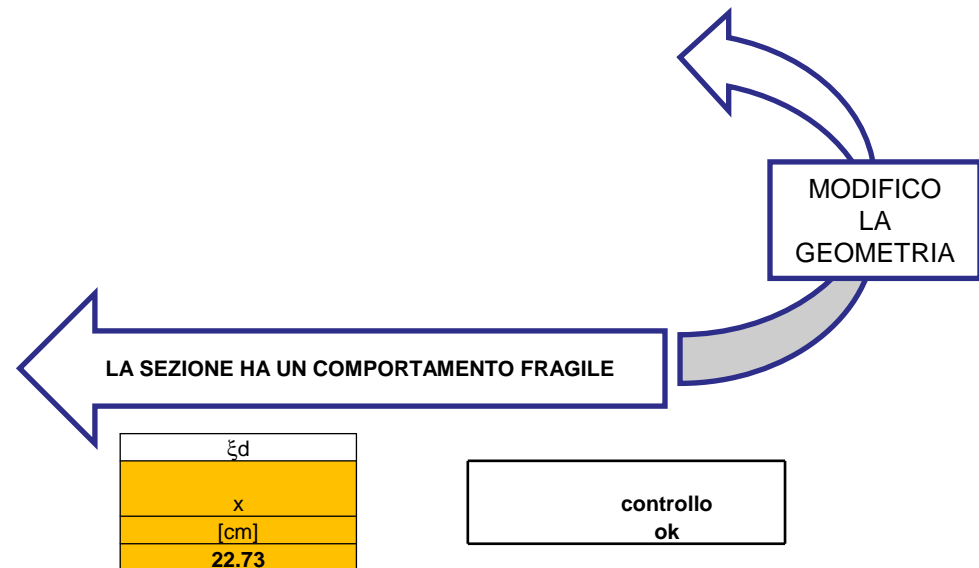 MODIFICO
LA
GEOMETRIA
LA SEZIONE HA UN COMPORTAMENTO FRAGILE
ξd
x
[cm]
22.73
controllo
ok